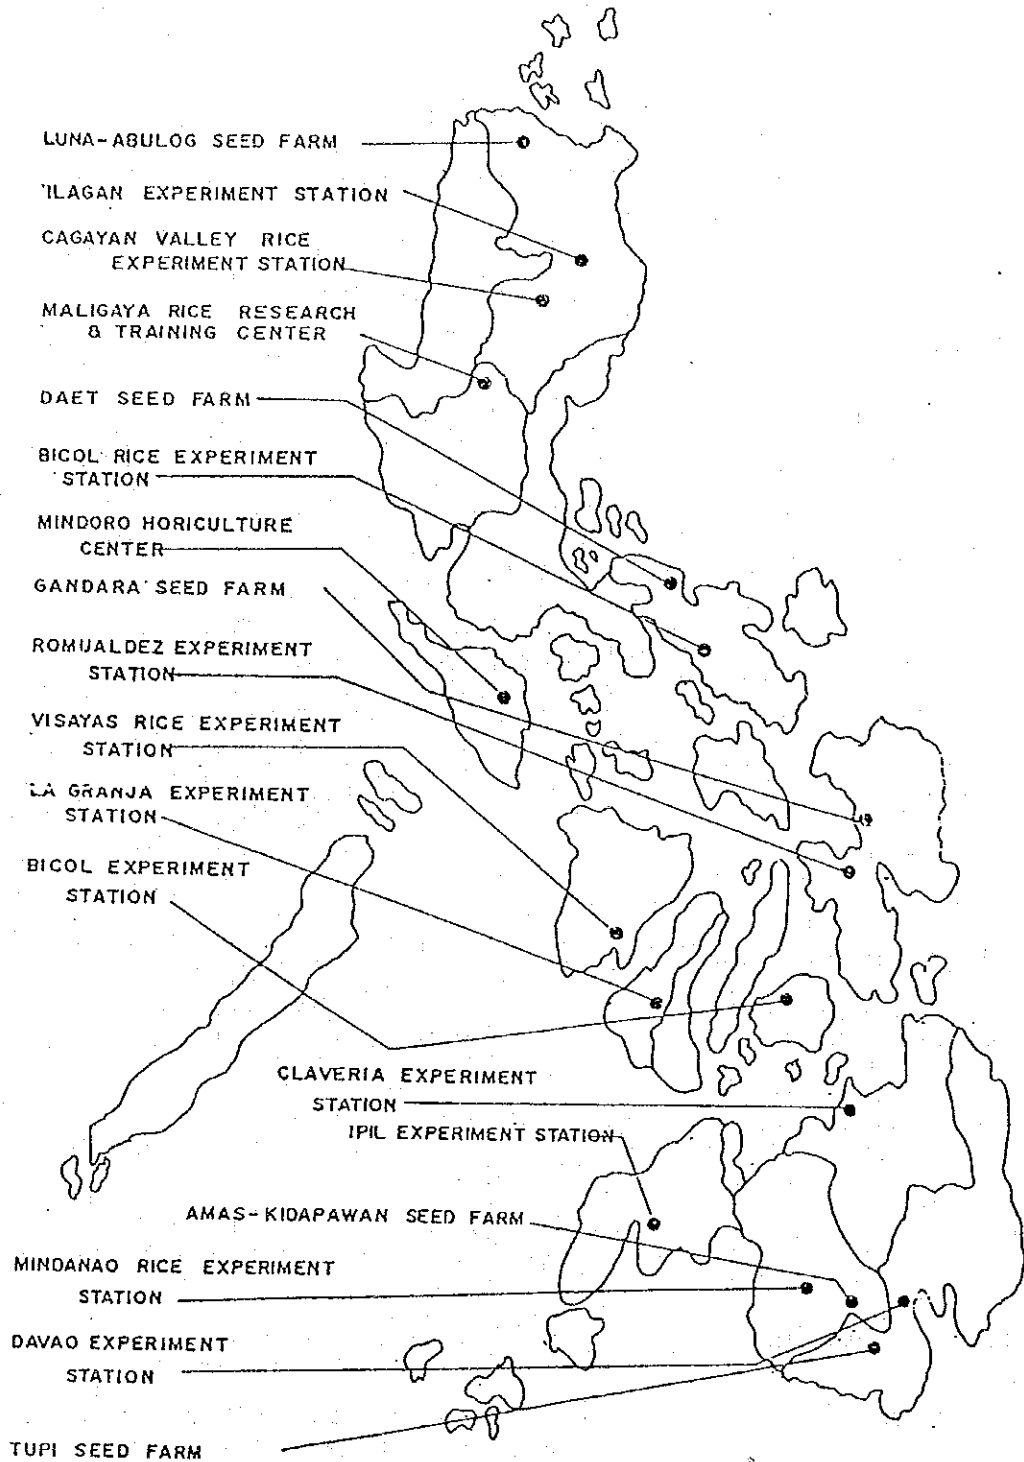 LUNA-ABULOG SEED FARM
ILAGAN EXPERIMENT STATION
CAGAYAN VALLEY RICE
EXPERIMENT STATION
MALIGAYA RICE RESEARCH
& TRAINING CENTER
DAET SEED FARM
BICOL RICE EXPERIMENT
STATION
MINDORO HORICULTURE
CENTER
GANDARA SEED FARM
ROMUALDEZ EXPERIMENT
STATION
VISAYAS RICE EXPERIMENT
STATION
LA GRANJA EXPERIMENT
STATION
BICOL EXPERIMENT
STATION
CLAVERIA EXPERIMENT
STATION
IPIL EXPERIMENT STATION
AMAS-KIDAPAWAN SEED FARM
MINDANAO RICE EXPERIMENT
STATION
DAVAO EXPERIMENT
STATION
TUPI SEED FARM